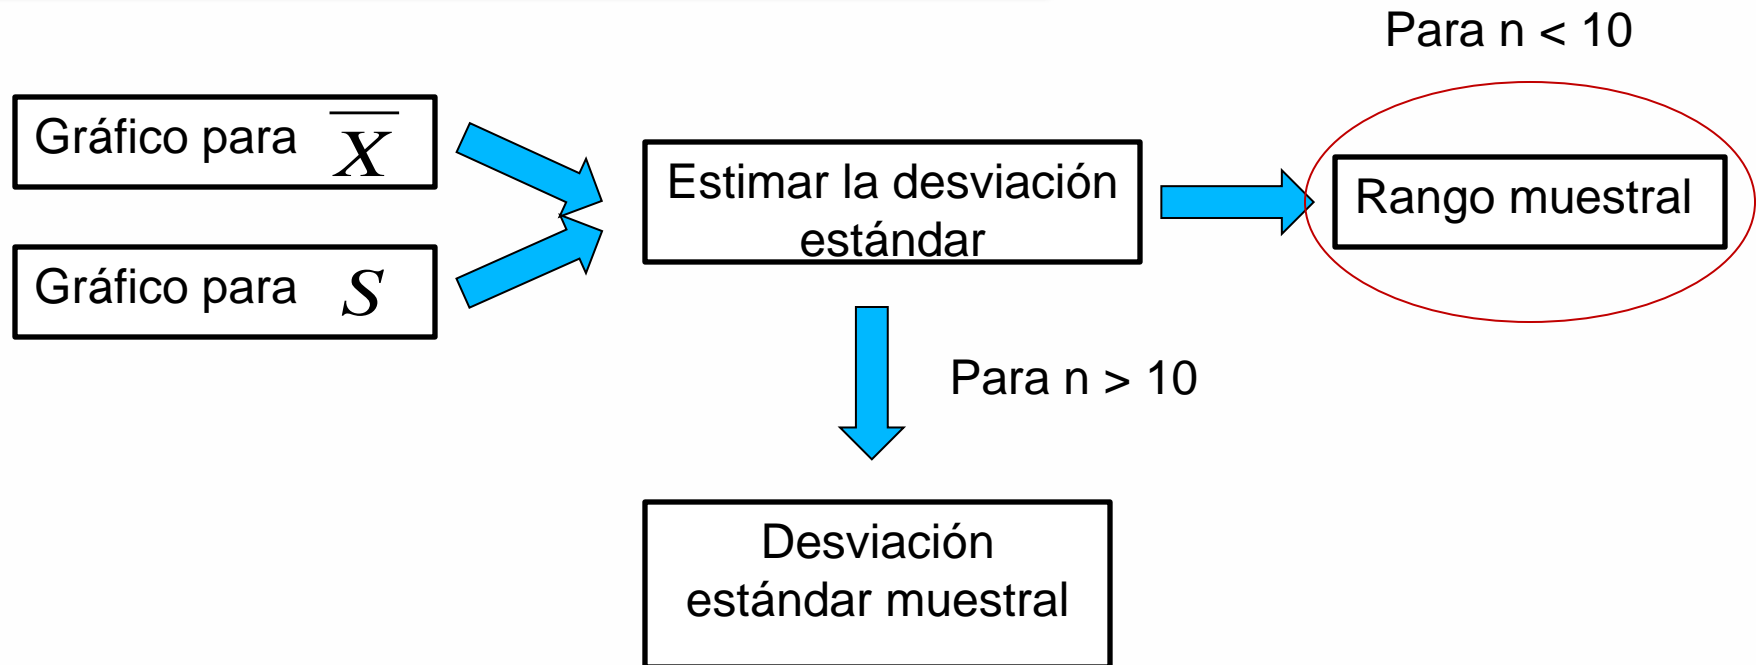 Para n < 10
Gráfico para X̅
Estimar la desviación
estándar
Rango muestral
Gráfico para S
Para n > 10
Desviación
estándar muestral